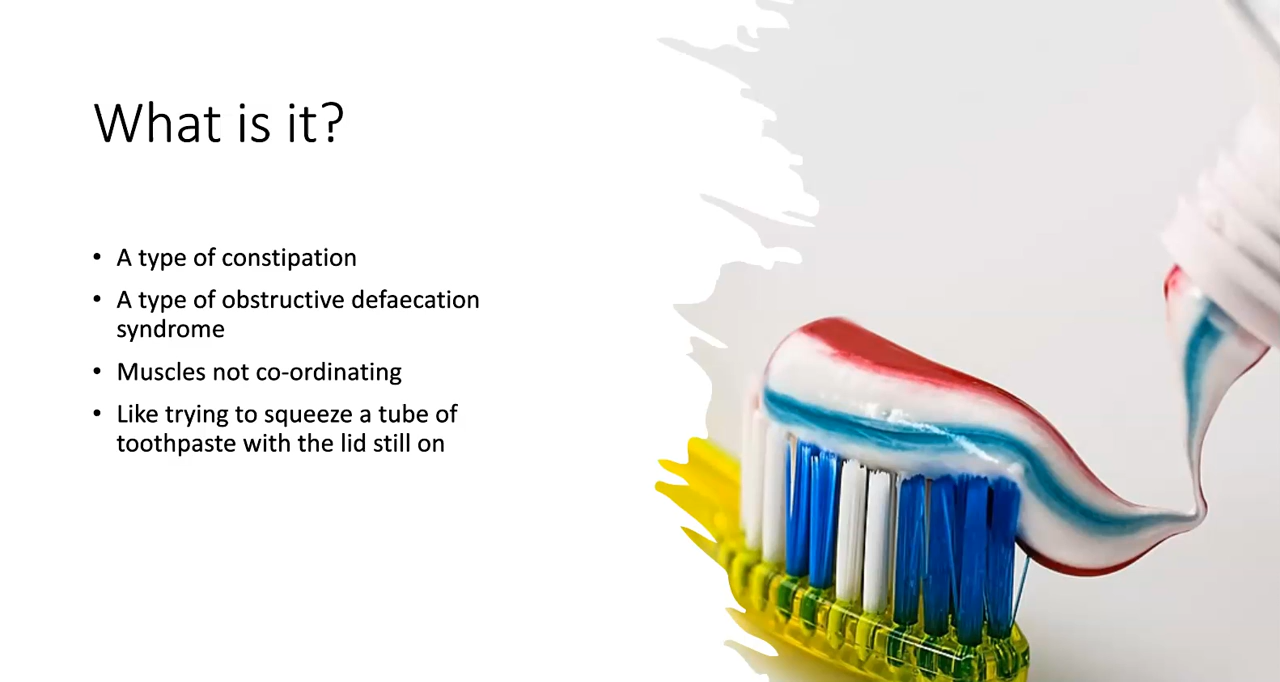 What is it?
• A type of constipation
• A type of obstructive defaecation
syndrome
• Muscles not co-ordinating
• Like trying to squeeze a tube of
toothpaste with the lid still on